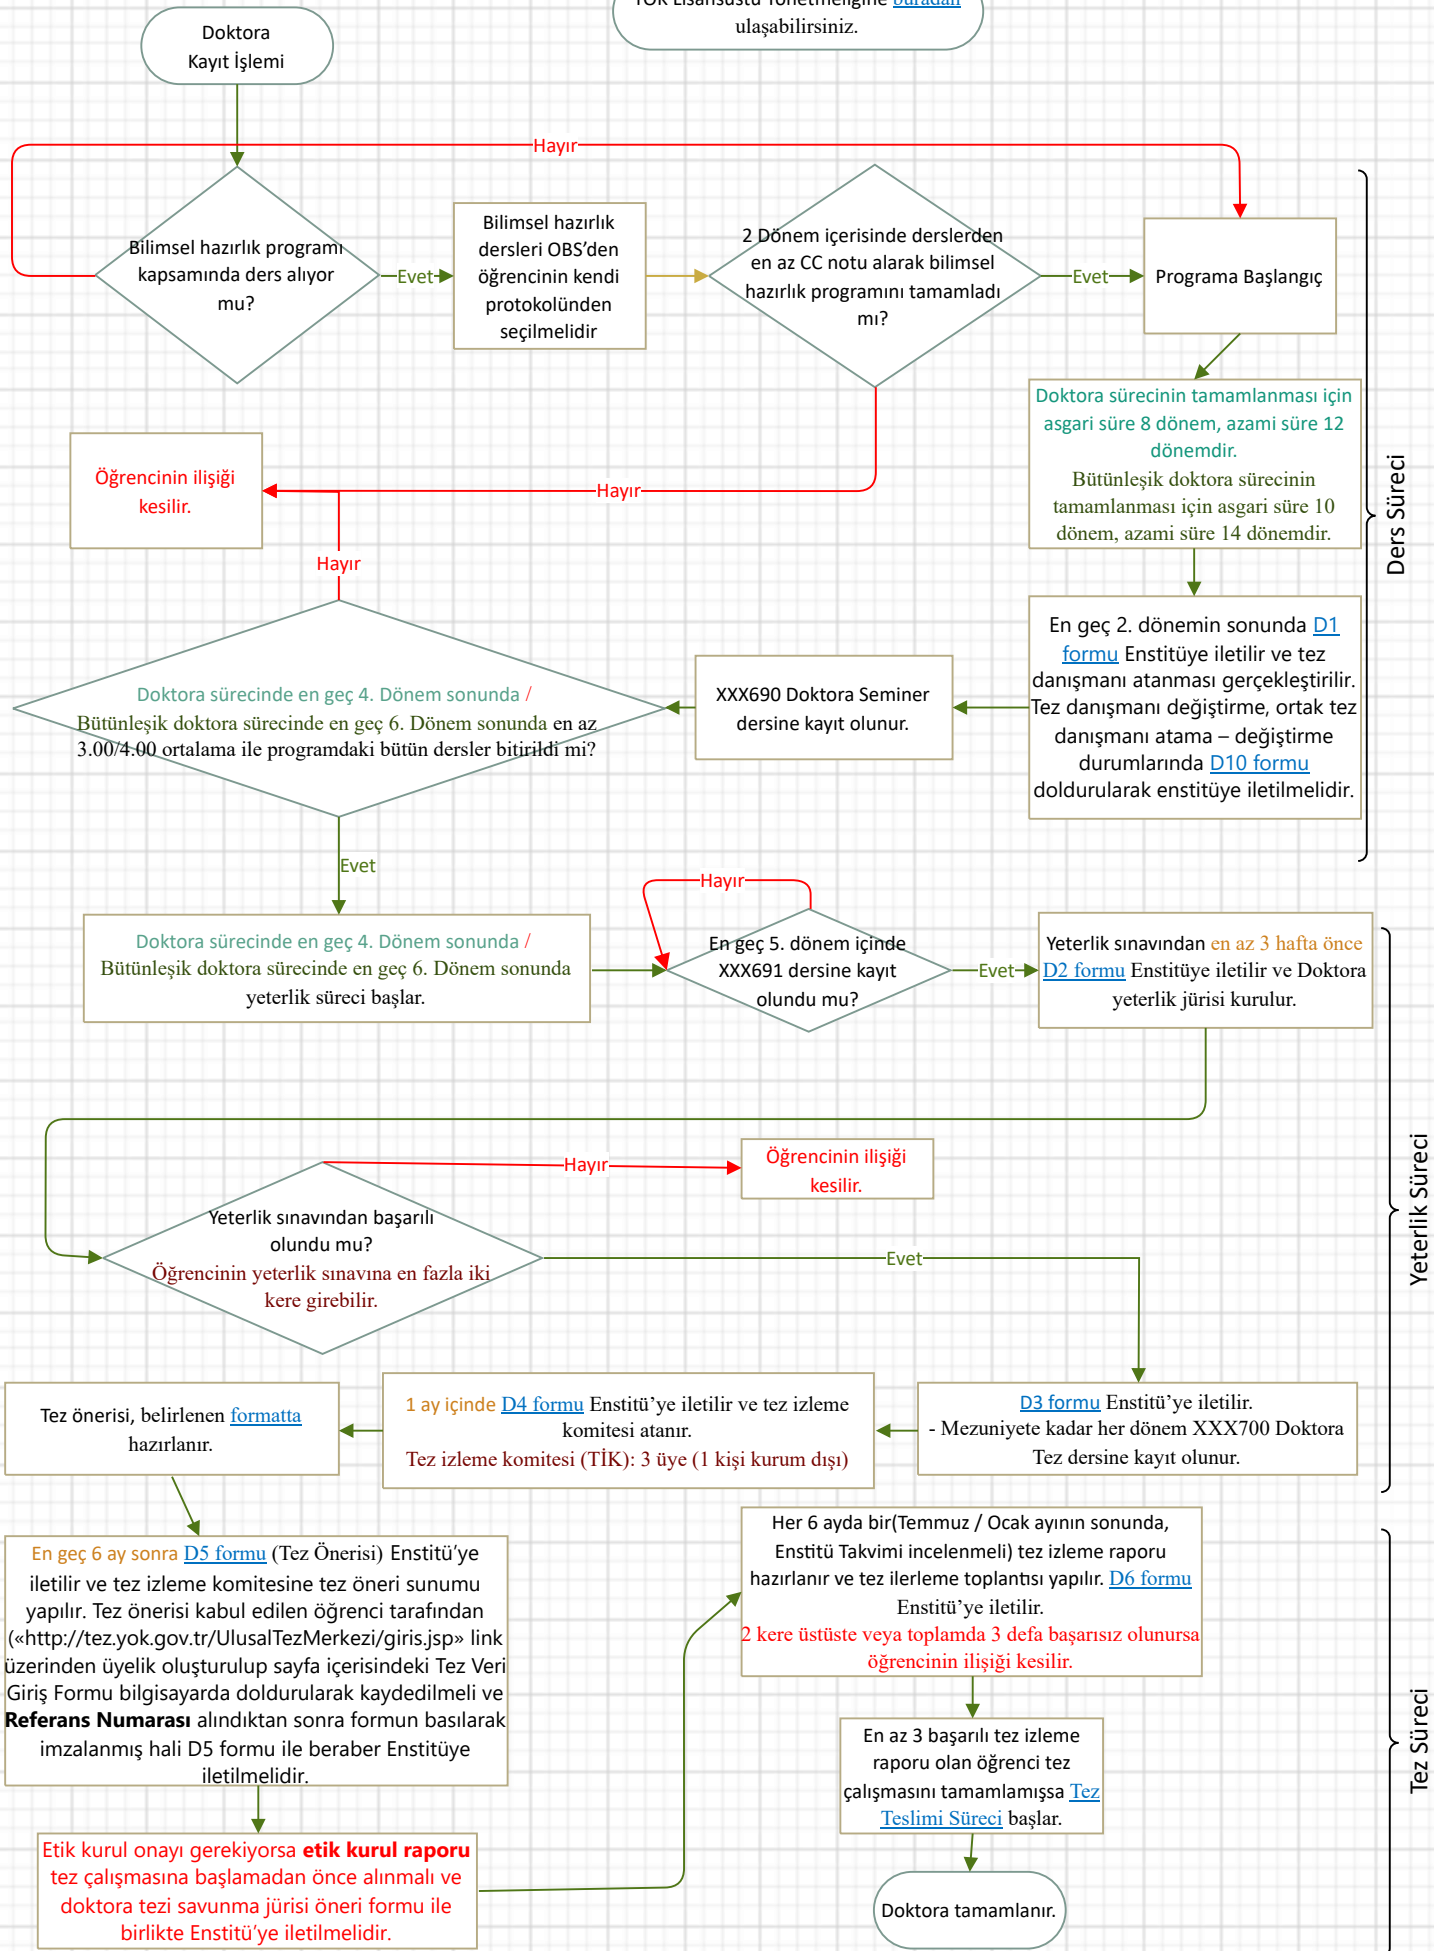 YÖK Lisansüstü Yönetmeliğine buradan
ulaşabilirsiniz.
Doktora
Kayıt İşlemi
Hayır
Bilimsel hazırlık programı
kapsamında ders alıyor
mu?
Evet
Bilimsel hazırlık
dersleri OBS’den
öğrencinin kendi
protokolünden
seçilmelidir
2 Dönem içerisinde derslerden
en az CC notu alarak bilimsel
hazırlık programını tamamladı
mı?
Evet
Programa Başlangıç
Doktora sürecinin tamamlanması için
asgari süre 8 dönem, azami süre 12
dönemdir.
Bütünleşik doktora sürecinin
tamamlanması için asgari süre 10
dönem, azami süre 14 dönemdir.
Ders Süreci
Hayır
Öğrencinin ilişiği
kesilir.
Hayır
En geç 2. dönemin sonunda D1
formu Enstitüye iletilir ve tez
danışmanı atanması gerçekleştirilir.
Tez danışmanı değiştirme, ortak tez
danışmanı atama – değiştirme
durumlarında D10 formu
doldurularak enstitüye iletilmelidir.
XXX690 Doktora Seminer
dersine kayıt olunur.
Doktora sürecinde en geç 4. Dönem sonunda /
Bütünleşik doktora sürecinde en geç 6. Dönem sonunda en az
3.00/4.00 ortalama ile programdaki bütün dersler bitirildi mi?
Evet
Doktora sürecinde en geç 4. Dönem sonunda /
Bütünleşik doktora sürecinde en geç 6. Dönem sonunda
yeterlik süreci başlar.
Hayır
En geç 5. dönem içinde
XXX691 dersine kayıt
olundu mu?
Evet
Yeterlik sınavından en az 3 hafta önce
D2 formu Enstitüye iletilir ve Doktora
yeterlik jürisi kurulur.
Yeterlik Süreci
Hayır
Öğrencinin ilişiği
kesilir.
Yeterlik sınavından başarılı
olundu mu?
Öğrencinin yeterlik sınavına en fazla iki
kere girebilir.
Evet
D3 formu Enstitü’ye iletilir.
- Mezuniyete kadar her dönem XXX700 Doktora
Tez dersine kayıt olunur.
1 ay içinde D4 formu Enstitü’ye iletilir ve tez izleme
komitesi atanır.
Tez izleme komitesi (TİK): 3 üye (1 kişi kurum dışı)
Tez önerisi, belirlenen formatta
hazırlanır.
En geç 6 ay sonra D5 formu (Tez Önerisi) Enstitü’ye
iletilir ve tez izleme komitesine tez öneri sunumu
yapılır. Tez önerisi kabul edilen öğrenci tarafından
(«http://tez.yok.gov.tr/UlusalTezMerkezi/giris.jsp» link
üzerinden üyelik oluşturulup sayfa içerisindeki Tez Veri
Giriş Formu bilgisayarda doldurularak kaydedilmeli ve
Referans Numarası alındıktan sonra formun basılarak
imzalanmış hali D5 formu ile beraber Enstitüye
iletilmelidir.
Etik kurul onayı gerekiyorsa etik kurul raporu
tez çalışmasına başlamadan önce alınmalı ve
doktora tezi savunma jürisi öneri formu ile
birlikte Enstitü’ye iletilmelidir.
Her 6 ayda bir(Temmuz / Ocak ayının sonunda,
Enstitü Takvimi incelenmeli) tez izleme raporu
hazırlanır ve tez ilerleme toplantısı yapılır. D6 formu
Enstitü’ye iletilir.
2 kere üstüste veya toplamda 3 defa başarısız olunursa
öğrencinin ilişiği kesilir.
En az 3 başarılı tez izleme
raporu olan öğrenci tez
çalışmasını tamamlamışsa Tez
Teslimi Süreci başlar.
Doktora tamamlanır.
Tez Süreci